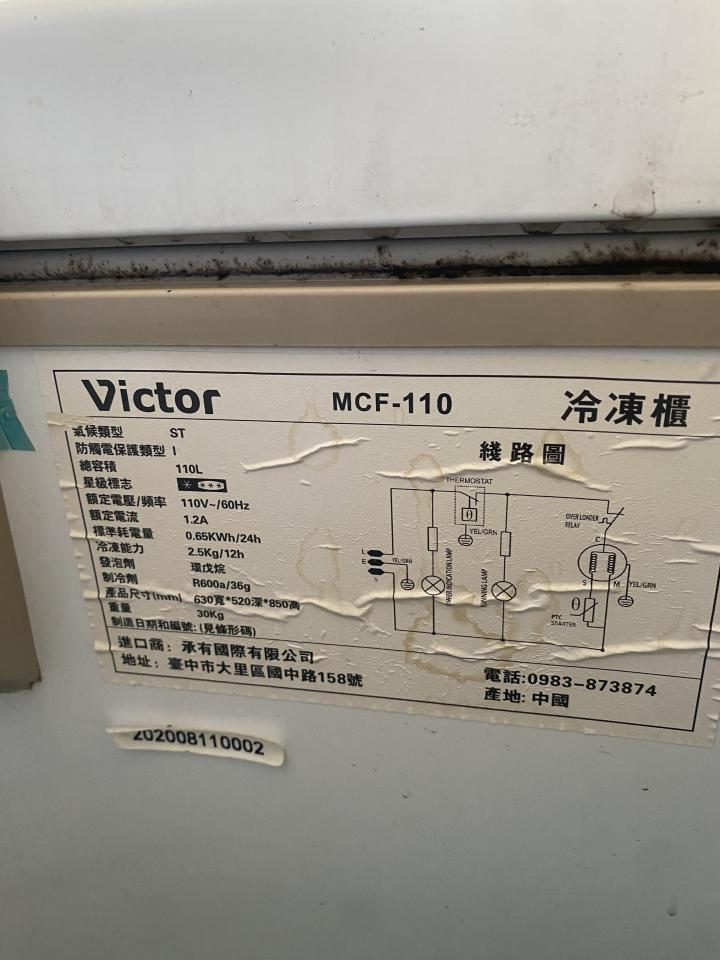 Victor MCF-110 冷凍櫃
氣候類型 ST
防觸電保護類型 I
總容積 110L
星級標志
額定電壓/頻率 110V~/60Hz
額定電流 1.2A
標準耗電量 0.65KWh/24h
冷凍能力 2.5Kg/12h
發泡劑 環戊烷
制冷劑 R600a/36g
產品尺寸(mm) 630寬*520深*850高
重量 30Kg
制造日期和編號:(見條形碼)
進口商：承有國際有限公司
地址：臺中市大里區國中路158號
綫路圖
THERMOSTAT
θ
YEL/GRN
OVER LOADER
RELAY
C
L
E
YEL/GRN
INDICATION LAMP
RUNNING LAMP
S M YEL/GRN
θ
PTC
STARTER
電話:0983-873874
產地: 中國
202008110002